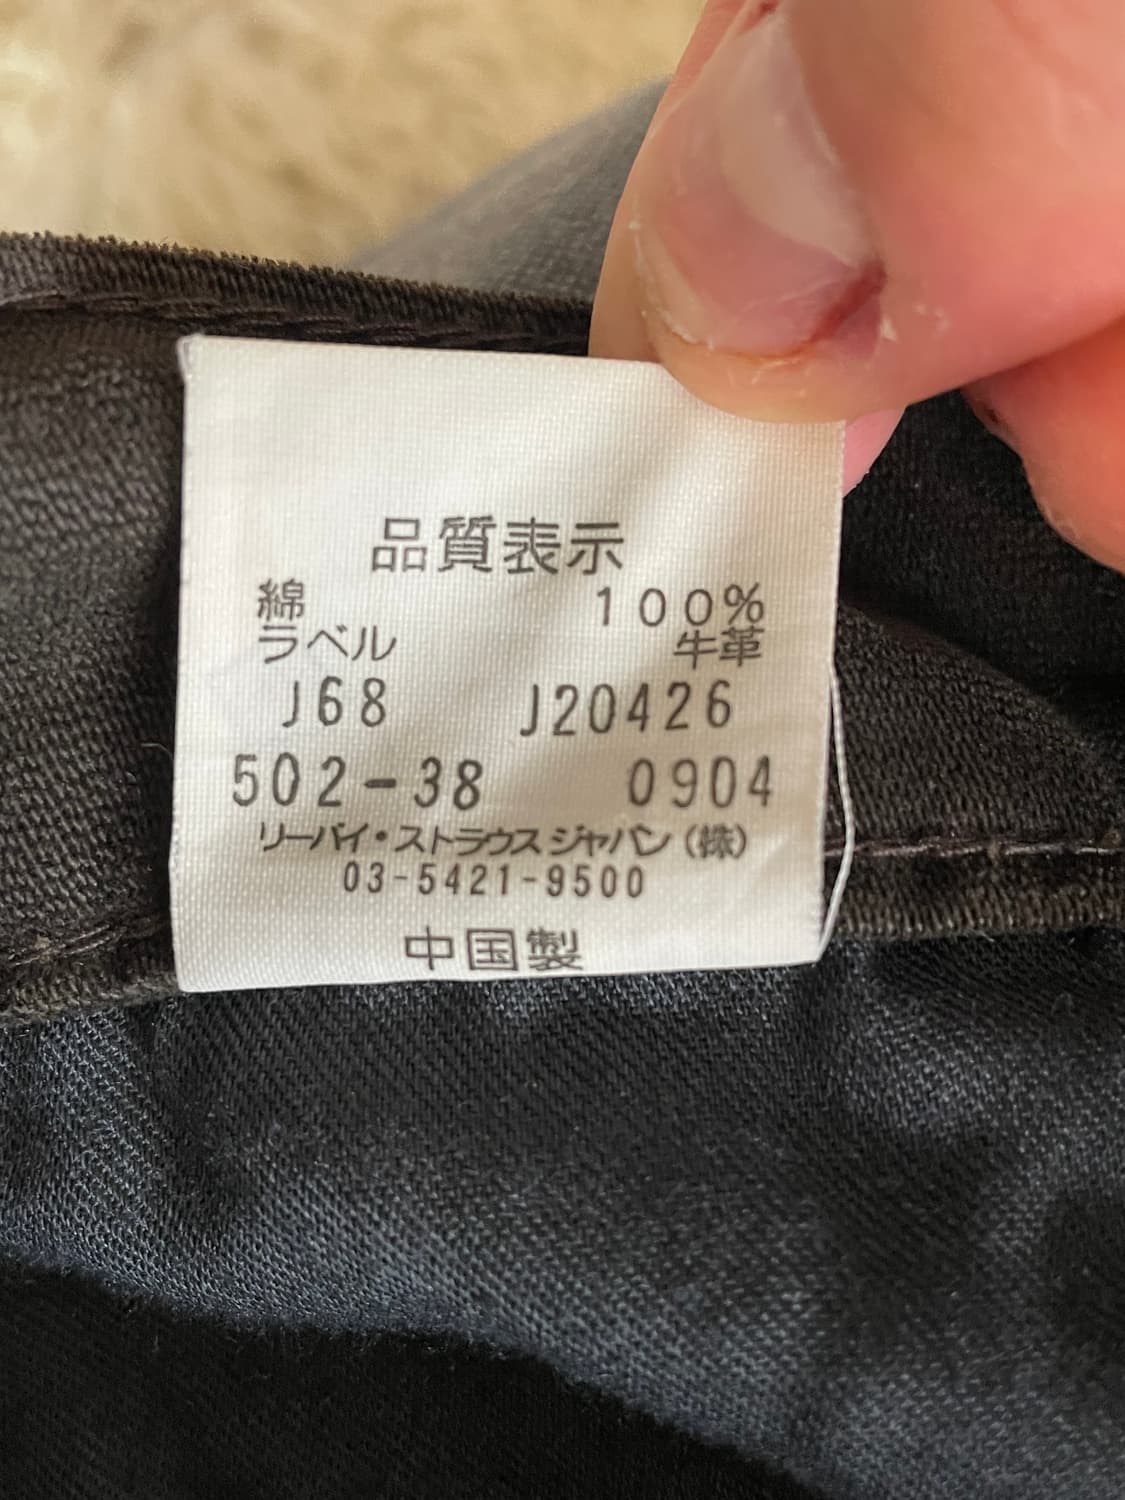 品質表示
綿 100%
ラベル 牛革
J68 J20426
502-38 0904
リーバイ・ストラウスジャパン(株)
03-5421-9500
中国製